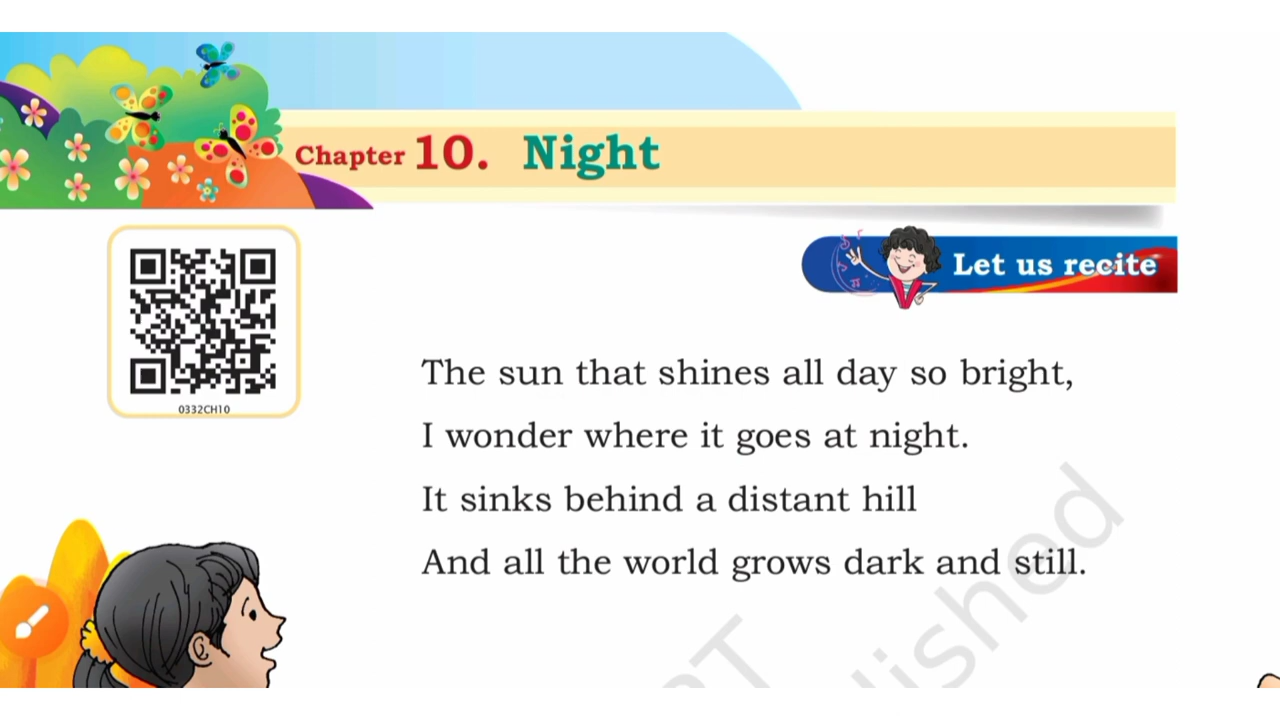 Chapter 10. Night
Let us recite
0332CH10
The sun that shines all day so bright,
I wonder where it goes at night.
It sinks behind a distant hill
And all the world grows dark and still.